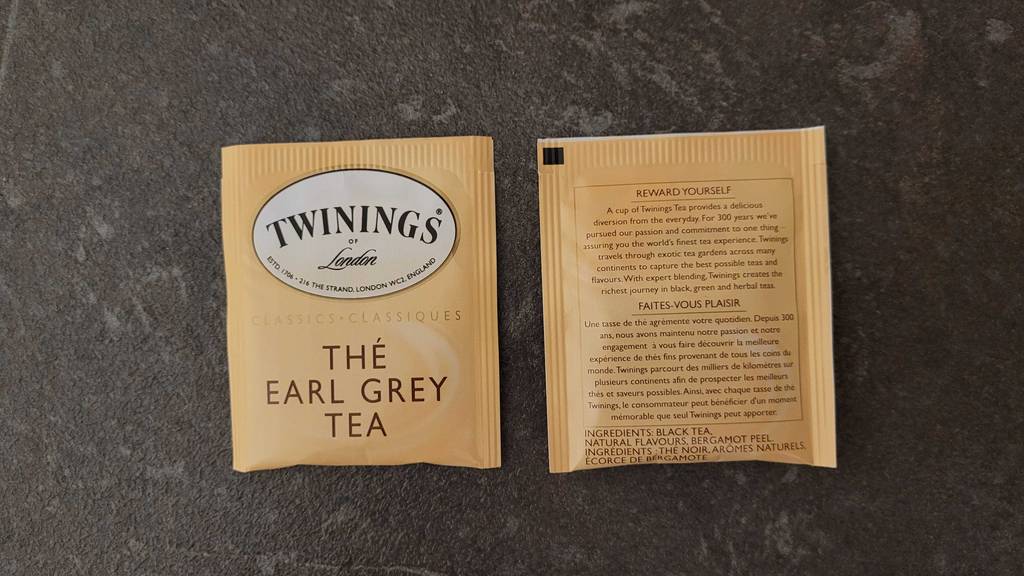 TWININGS®
OF
London
ESTD. 1706 • 216 THE STRAND, LONDON WC2, ENGLAND
CLASSICS • CLASSIQUES
THÉ
EARL GREY
TEA
REWARD YOURSELF
A cup of Twinings Tea provides a delicious
diversion from the everyday. For 300 years we've
pursued our passion and commitment to one thing –
assuring you the world's finest tea experience. Twinings
travels through exotic tea gardens across many
continents to capture the best possible teas and
flavours. With expert blending, Twinings creates the
richest journey in black, green and herbal teas.
FAITES-VOUS PLAISIR
Une tasse de thé agrémente votre quotidien. Depuis 300
ans, nous avons maintenu notre passion et notre
engagement à vous faire découvrir la meilleure
expérience de thés fins provenant de tous les coins du
monde. Twinings parcourt des milliers de kilomètres sur
plusieurs continents afin de prospecter les meilleurs
thés et saveurs possibles. Ainsi, avec chaque tasse de thé
Twinings, le consommateur peut bénéficier d'un moment
mémorable que seul Twinings peut apporter.
INGREDIENTS: BLACK TEA,
NATURAL FLAVOURS, BERGAMOT PEEL.
INGRÉDIENTS : THÉ NOIR, ARÔMES NATURELS,
ÉCORCE DE BERGAMOTE